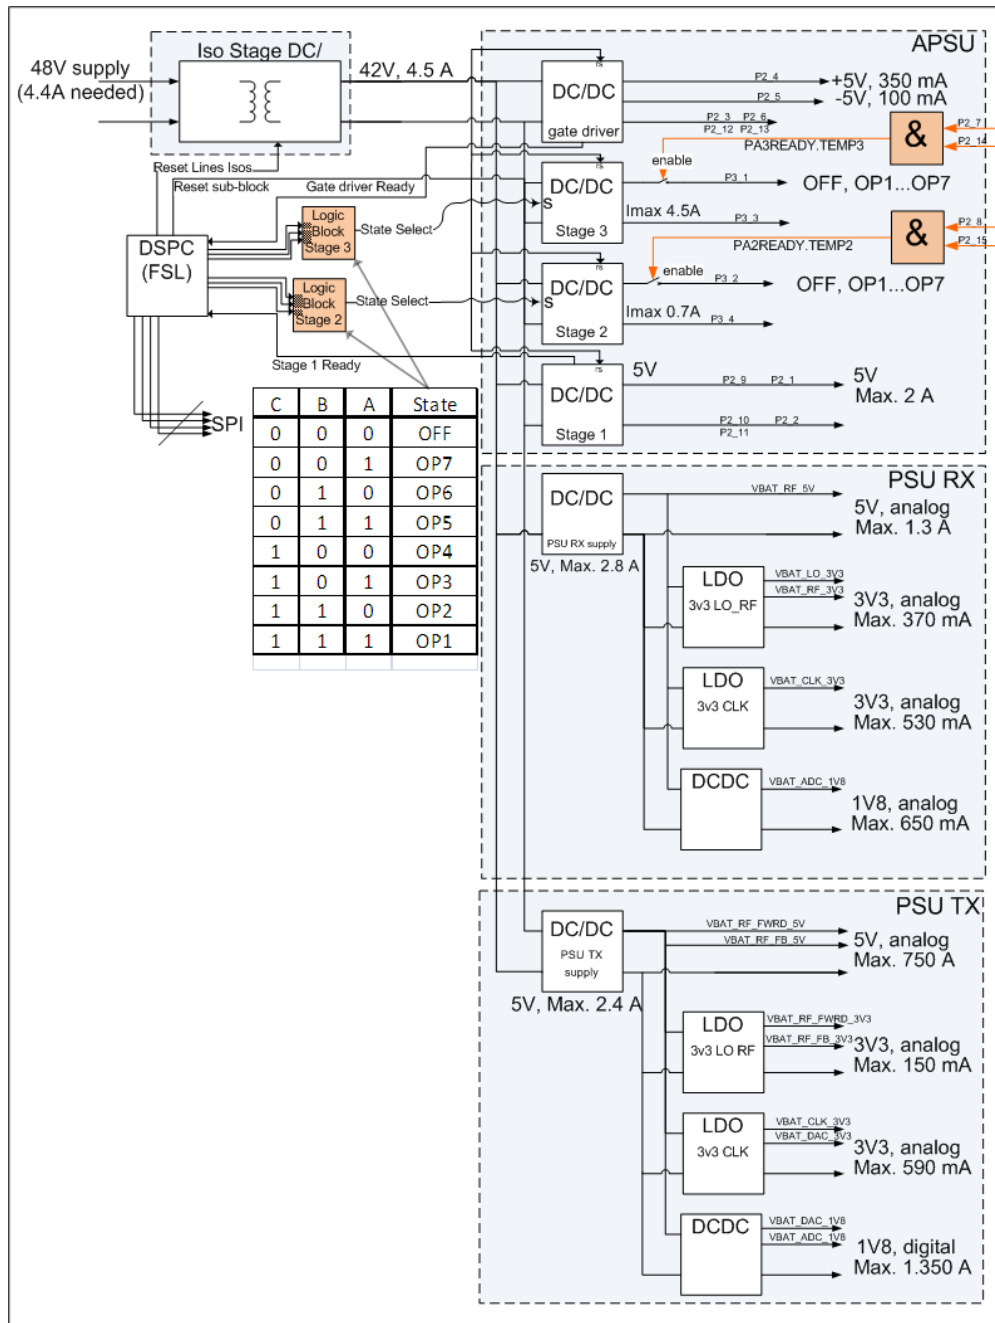 Iso Stage DC/
APSU
48V supply
(4.4A needed)
42V, 4.5 A
rs
DC/DC
gate driver
P2_4
+5V, 350 mA
P2_5
-5V, 100 mA
P2_3 P2_6
P2_12 P2_13
&
P2_7
P2_14
PA3READY.TEMP3
enable
Reset Lines Isos
Reset sub-block
Gate driver Ready
rs
DC/DC
S
Stage 3
P3_1
OFF, OP1...OP7
Imax 4.5A
P3_3
Logic
Block
Stage 3
State Select
DSPC
(FSL)
&
P2_8
P2_15
PA2READY.TEMP2
enable
rs
DC/DC
S
Stage 2
P3_2
OFF, OP1...OP7
Imax 0.7A
P3_4
Logic
Block
Stage 2
State Select
Stage 1 Ready
rs
DC/DC
Stage 1
5V
P2_9 P2_1
5V
Max. 2 A
P2_10 P2_2
P2_11
SPI
C B A State
0 0 0 OFF
0 0 1 OP7
0 1 0 OP6
0 1 1 OP5
1 0 0 OP4
1 0 1 OP3
1 1 0 OP2
1 1 1 OP1
PSU RX
DC/DC
PSU RX supply
5V, Max. 2.8 A
VBAT_RF_5V
5V, analog
Max. 1.3 A
LDO
3v3 LO_RF
VBAT_LO_3V3
VBAT_RF_3V3
3V3, analog
Max. 370 mA
LDO
3v3 CLK
VBAT_CLK_3V3
3V3, analog
Max. 530 mA
DCDC
VBAT_ADC_1V8
1V8, analog
Max. 650 mA
PSU TX
DC/DC
PSU TX
supply
5V, Max. 2.4 A
VBAT_RF_FWRD_5V
VBAT_RF_FB_5V
5V, analog
Max. 750 A
LDO
3v3 LO RF
VBAT_RF_FWRD_3V3
VBAT_RF_FB_3V3
3V3, analog
Max. 150 mA
LDO
3v3 CLK
VBAT_CLK_3V3
VBAT_DAC_3V3
3V3, analog
Max. 590 mA
DCDC
VBAT_DAC_1V8
VBAT_ADC_1V8
1V8, digital
Max. 1.350 A